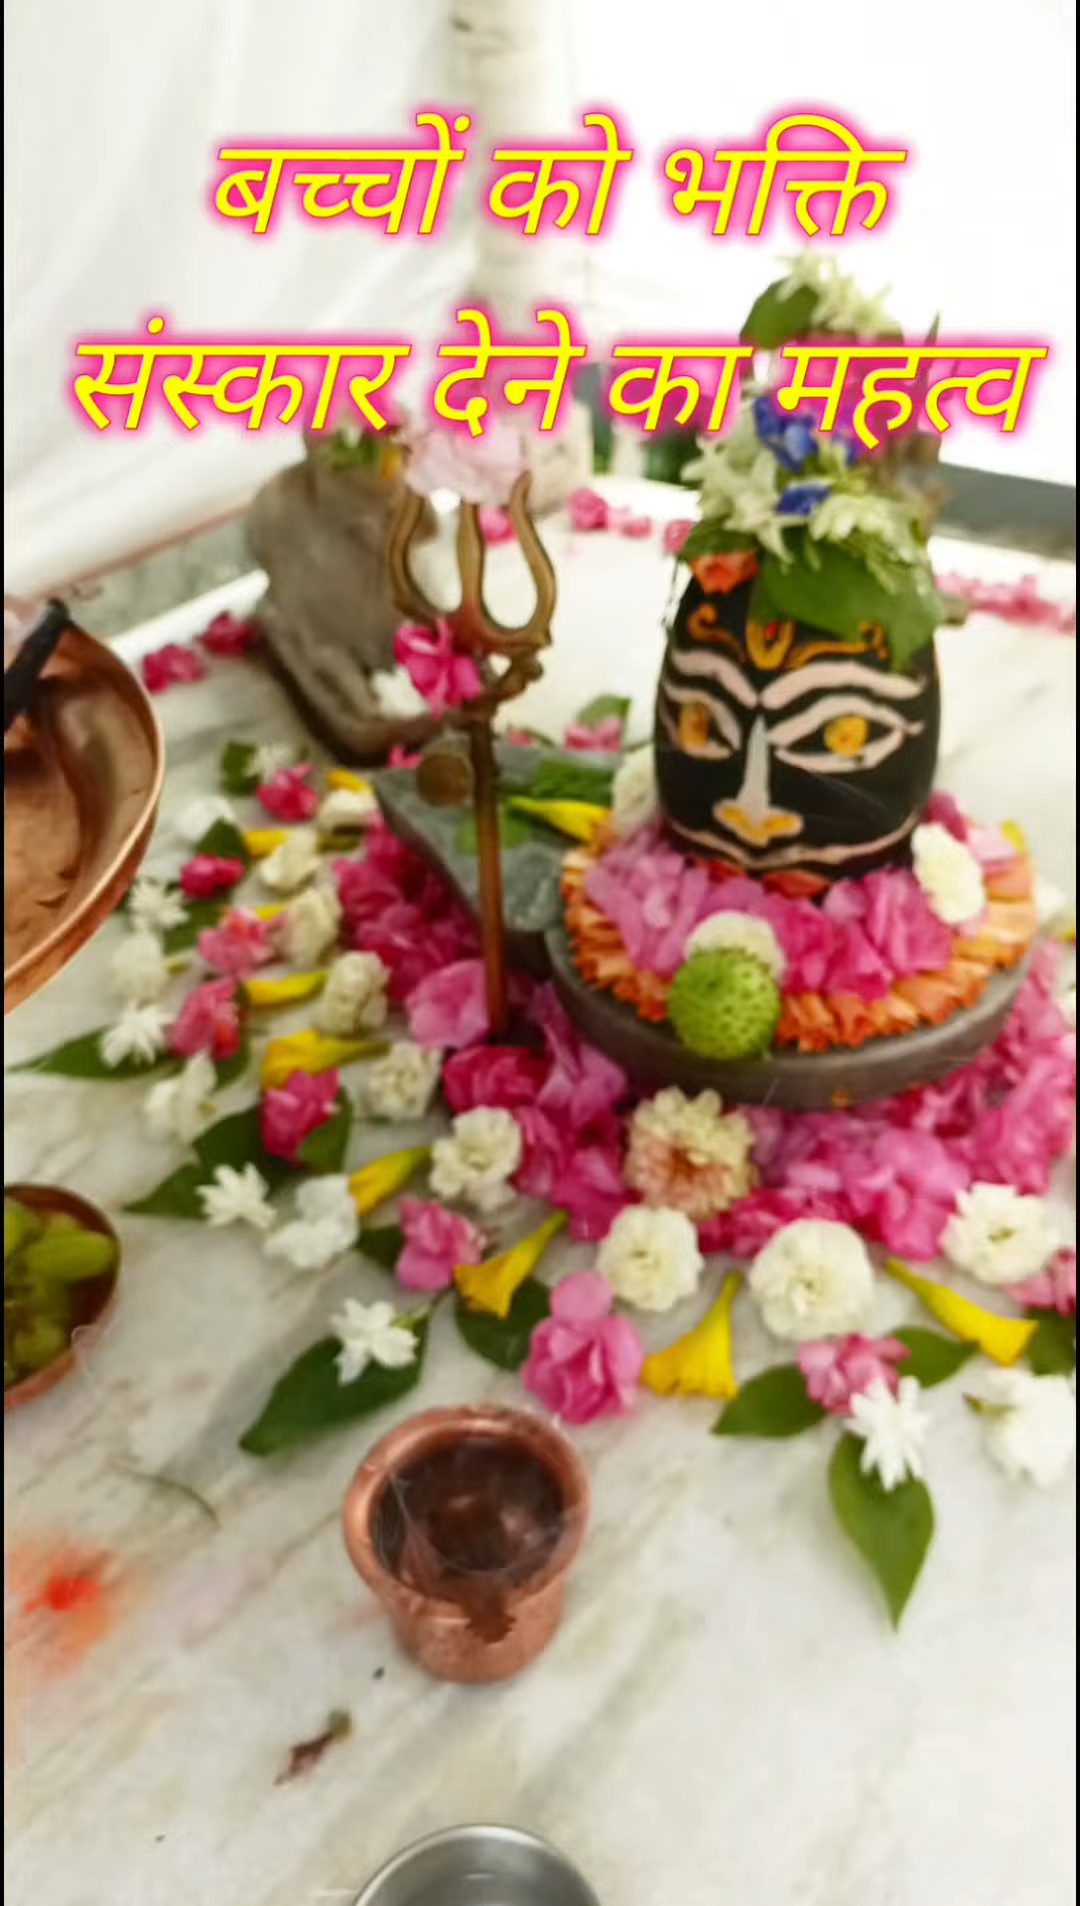 बच्चों को भक्ति
संस्कार देने का महत्व